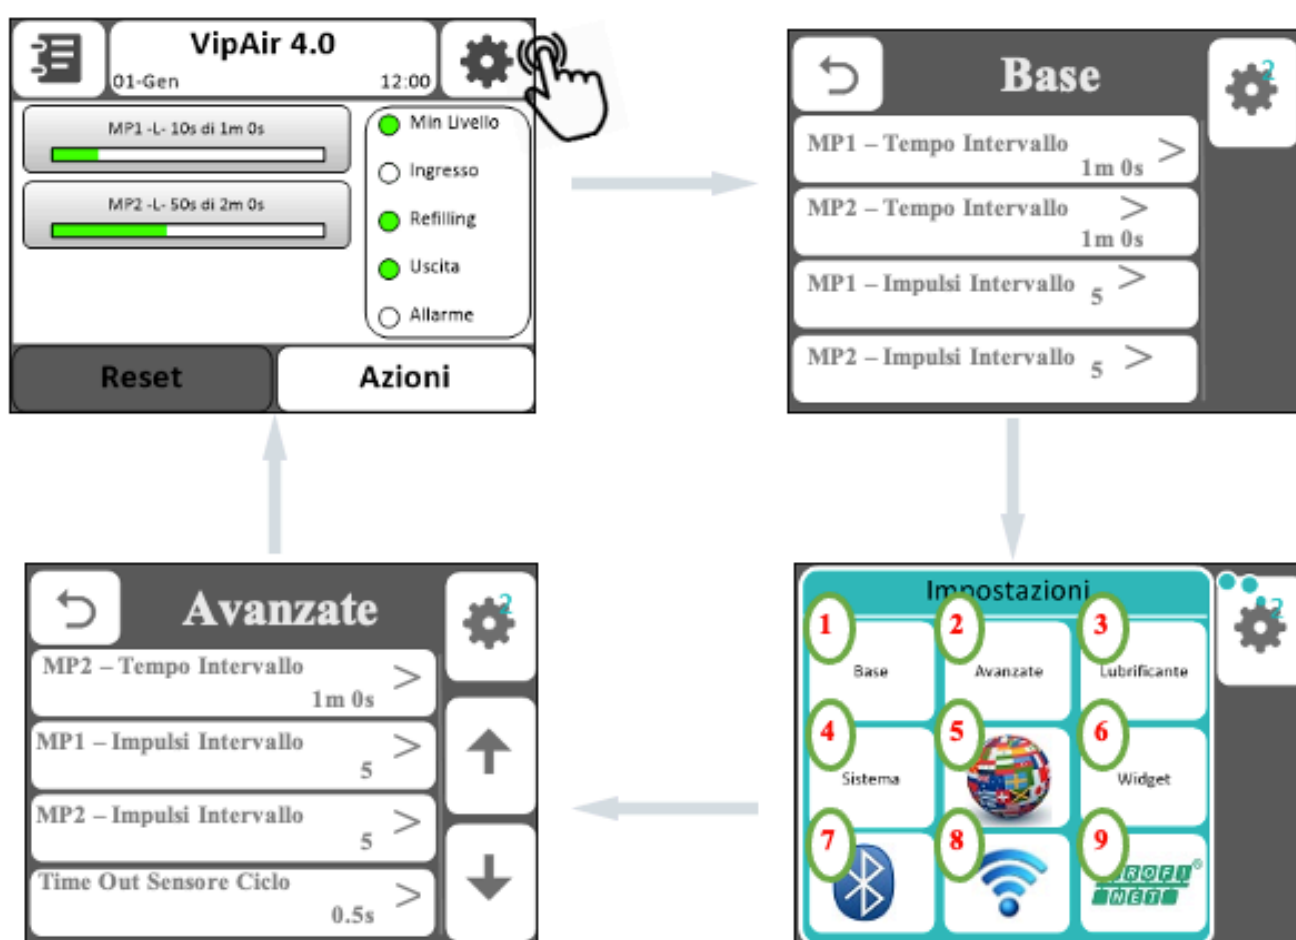 VipAir 4.0
01-Gen 12:00
MP1 -L- 10s di 1m 0s
MP2 -L- 50s di 2m 0s
Min Livello
Ingresso
Refilling
Uscita
Allarme
Reset
Azioni
Base
2
MP1 – Tempo Intervallo
1m 0s >
MP2 – Tempo Intervallo >
1m 0s
MP1 – Impulsi Intervallo 5 >
MP2 – Impulsi Intervallo 5 >
Avanzate
2
MP2 – Tempo Intervallo >
1m 0s
MP1 – Impulsi Intervallo >
5
MP2 – Impulsi Intervallo >
5
Time Out Sensore Ciclo >
0.5s
Impostazioni
2
1
Base
2
Avanzate
3
Lubrificante
4
Sistema
5
6
Widget
7
8
9
PROFI®
NET